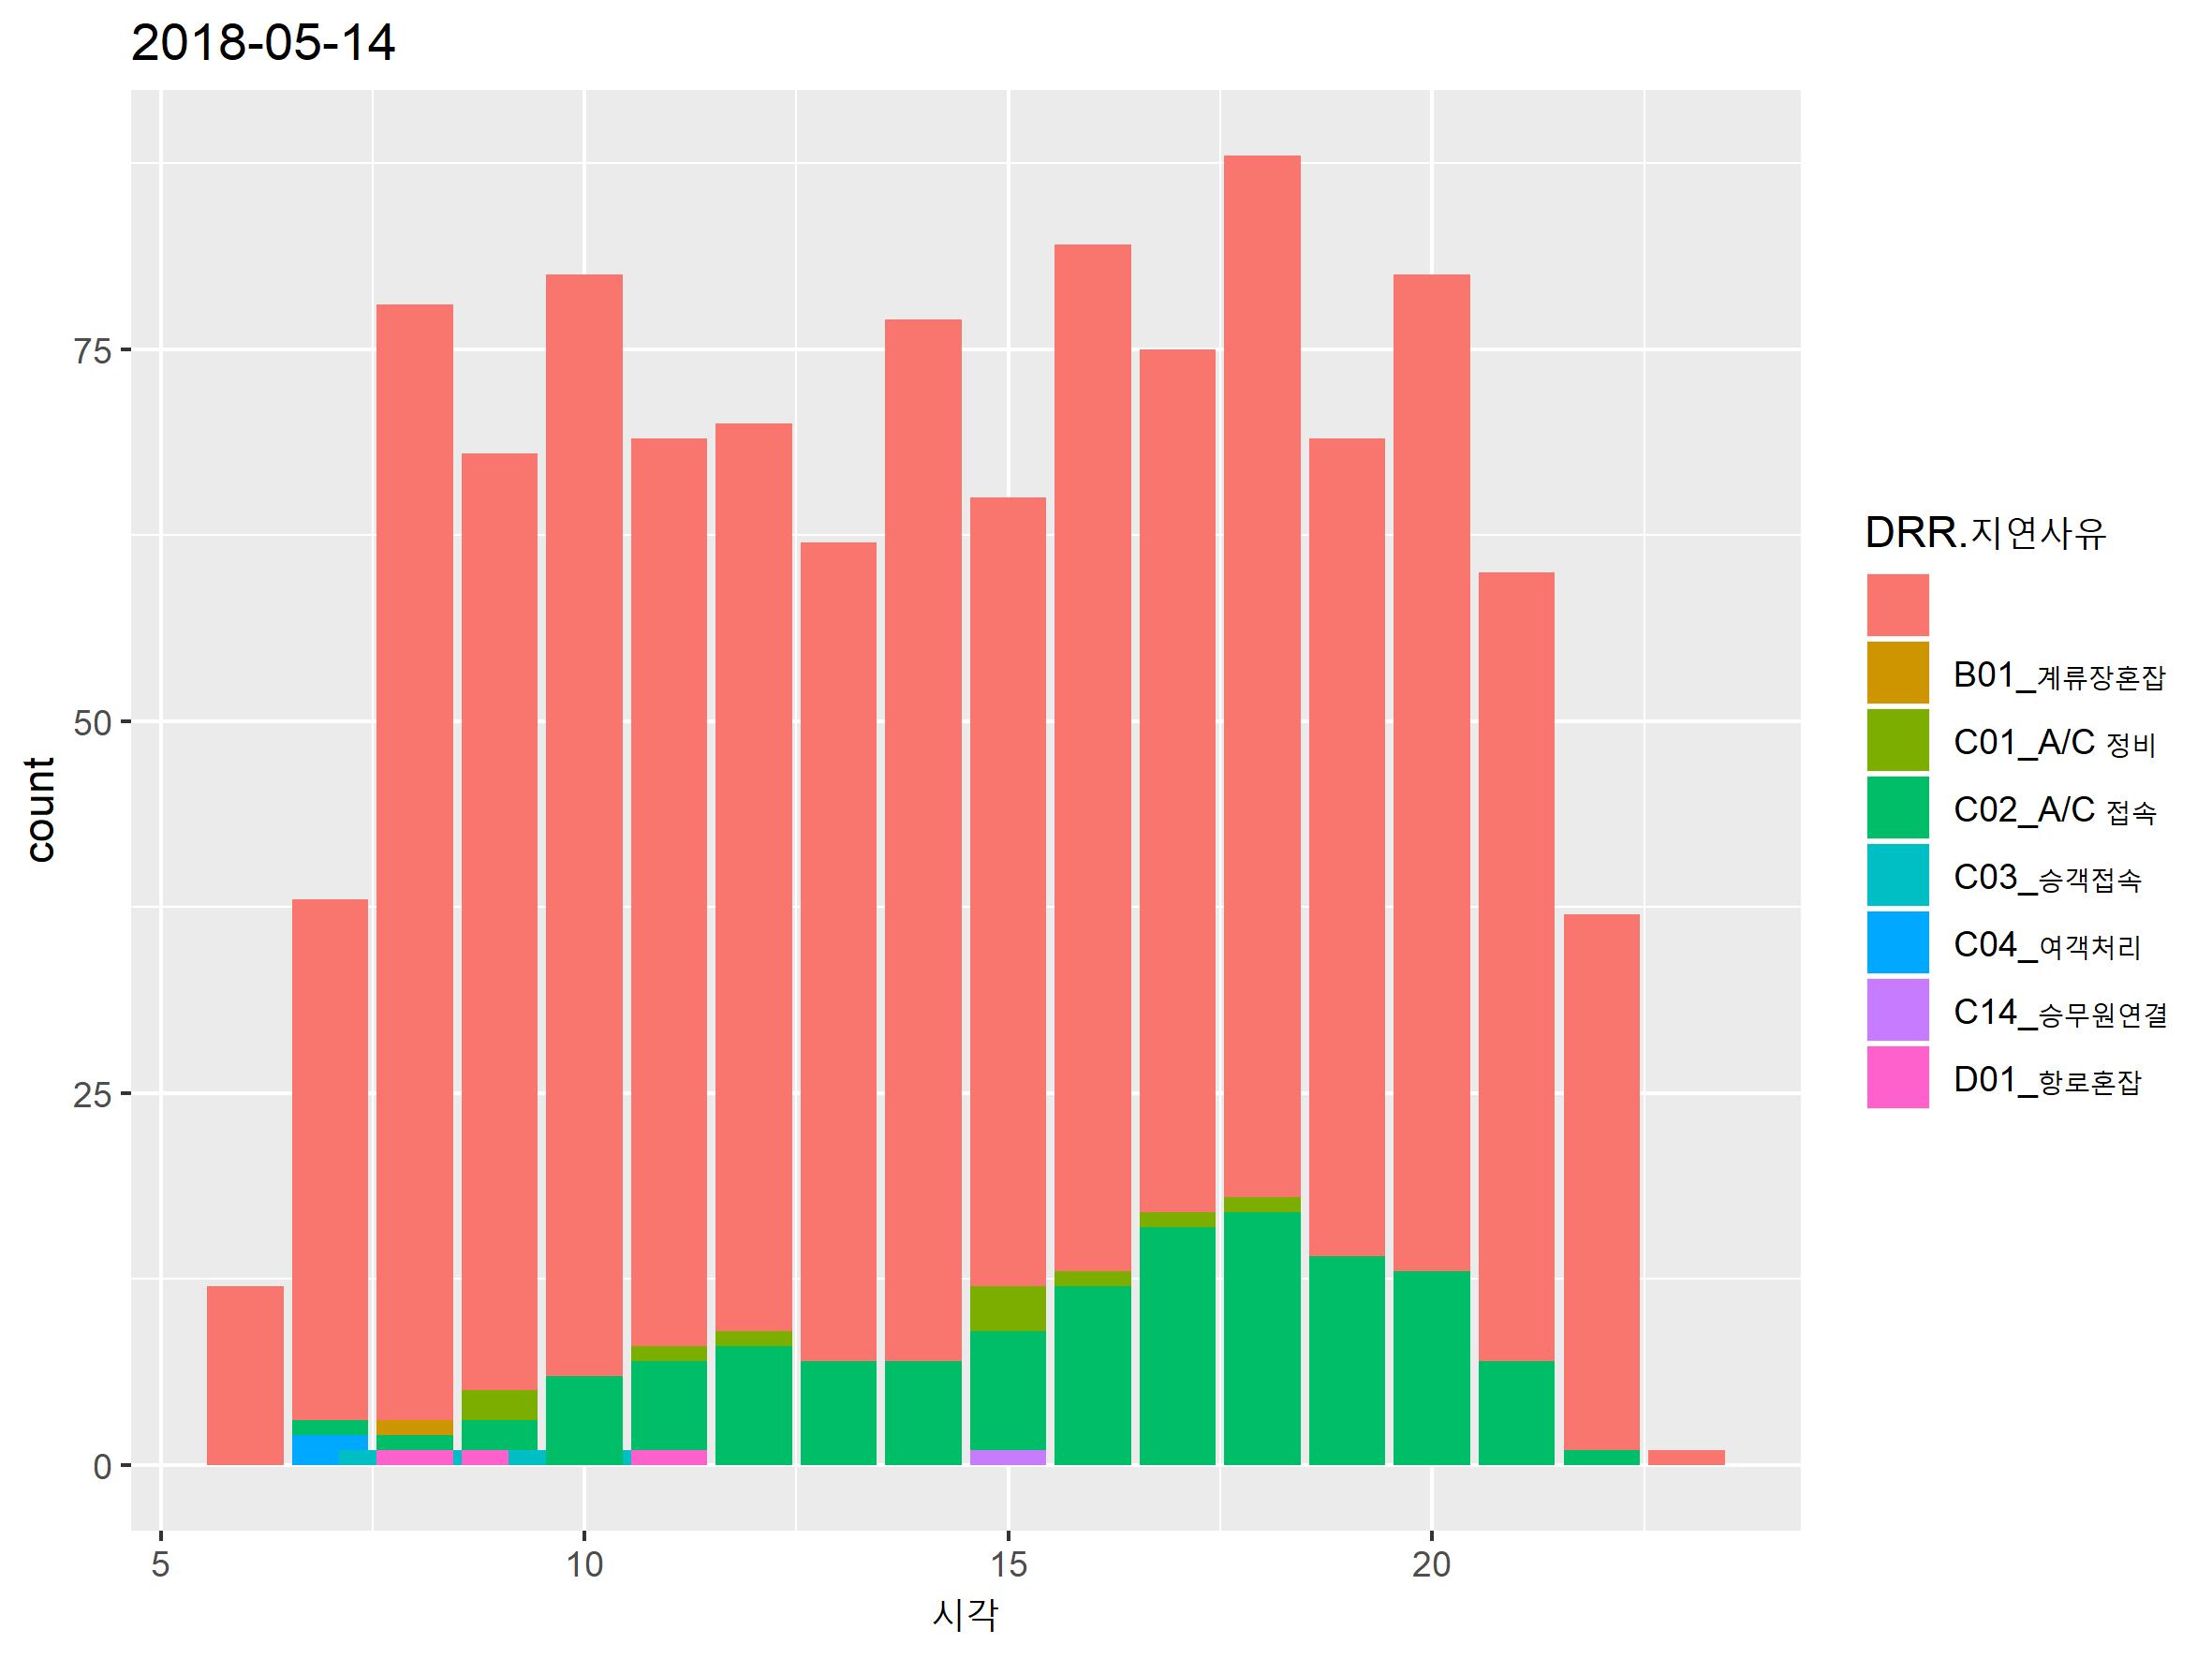 2018-05-14
75
50
25
0
count
5 10 15 20
시각
DRR.지연사유
B01_계류장혼잡
C01_A/C 정비
C02_A/C 접속
C03_승객접속
C04_여객처리
C14_승무원연결
D01_항로혼잡